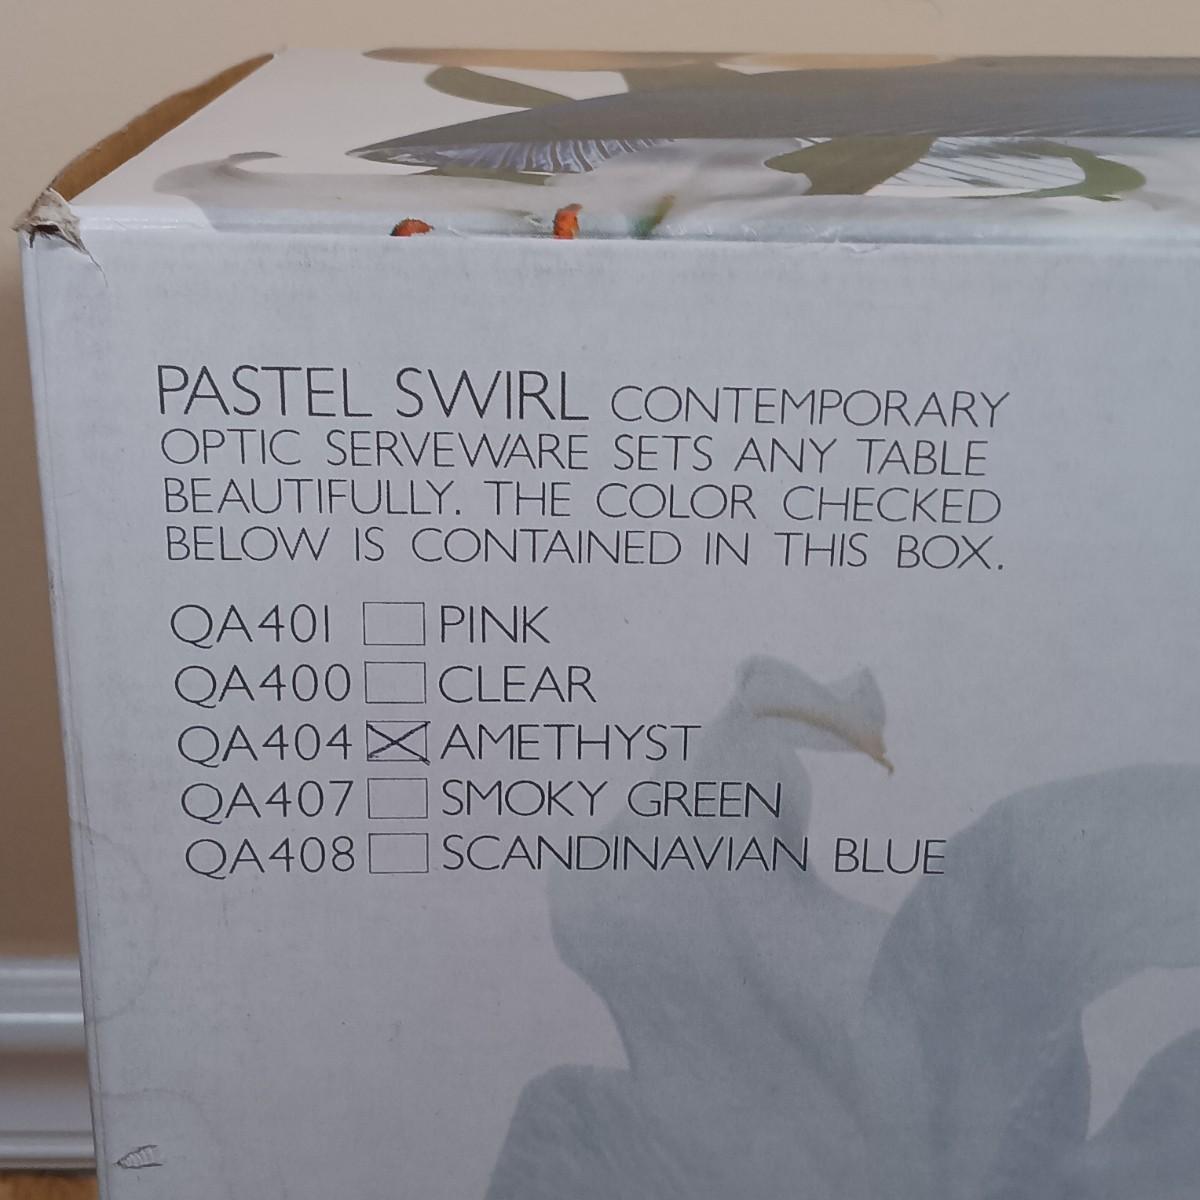 PASTEL SWIRL CONTEMPORARY
OPTIC SERVEWARE SETS ANY TABLE
BEAUTIFULLY. THE COLOR CHECKED
BELOW IS CONTAINED IN THIS BOX.
QA401 ☐ PINK
QA400 ☐ CLEAR
QA404 ☒ AMETHYST
QA407 ☐ SMOKY GREEN
QA408 ☐ SCANDINAVIAN BLUE